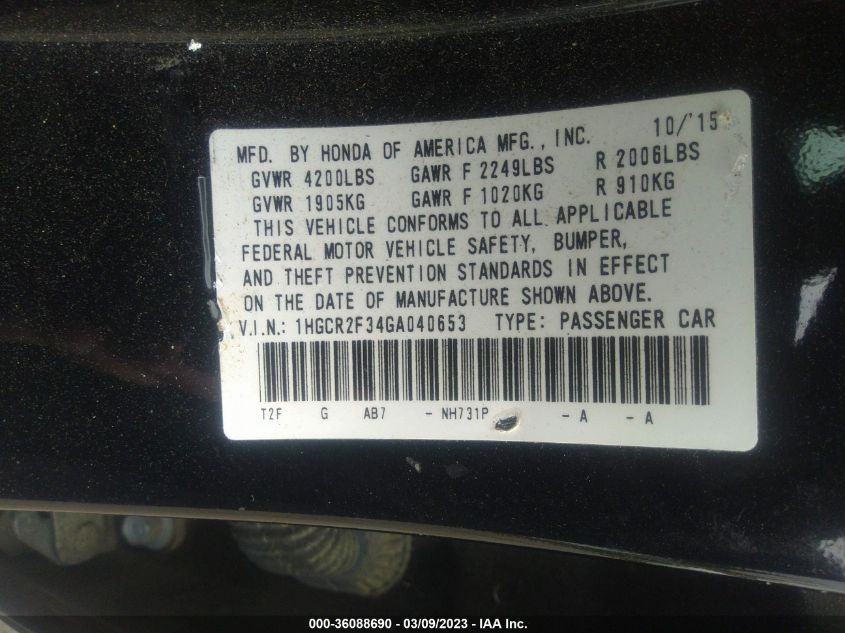 10/'15
MFD. BY HONDA OF AMERICA MFG., INC.
GVWR 4200LBS GAWR F 2249LBS R 2006LBS
GVWR 1905KG GAWR F 1020KG R 910KG
THIS VEHICLE CONFORMS TO ALL APPLICABLE
FEDERAL MOTOR VEHICLE SAFETY, BUMPER,
AND THEFT PREVENTION STANDARDS IN EFFECT
ON THE DATE OF MANUFACTURE SHOWN ABOVE.
V.I.N.: 1HGCR2F34GA040653 TYPE: PASSENGER CAR
T2F G AB7 - NH731P - A - A
000-36088690 - 03/09/2023 - IAA Inc.